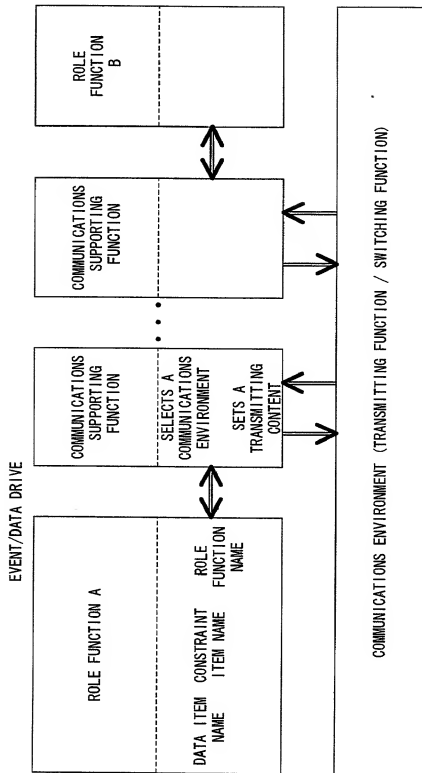 EVENT/DATA DRIVE
ROLE FUNCTION A
DATA ITEM
NAME
CONSTRAINT
ITEM NAME
ROLE
FUNCTION
NAME
COMMUNICATIONS
SUPPORTING
FUNCTION
SELECTS A
COMMUNICATIONS
ENVIRONMENT
SETS A
TRANSMITTING
CONTENT
• • •
COMMUNICATIONS
SUPPORTING
FUNCTION
ROLE
FUNCTION
B
COMMUNICATIONS ENVIRONMENT (TRANSMITTING FUNCTION / SWITCHING FUNCTION)